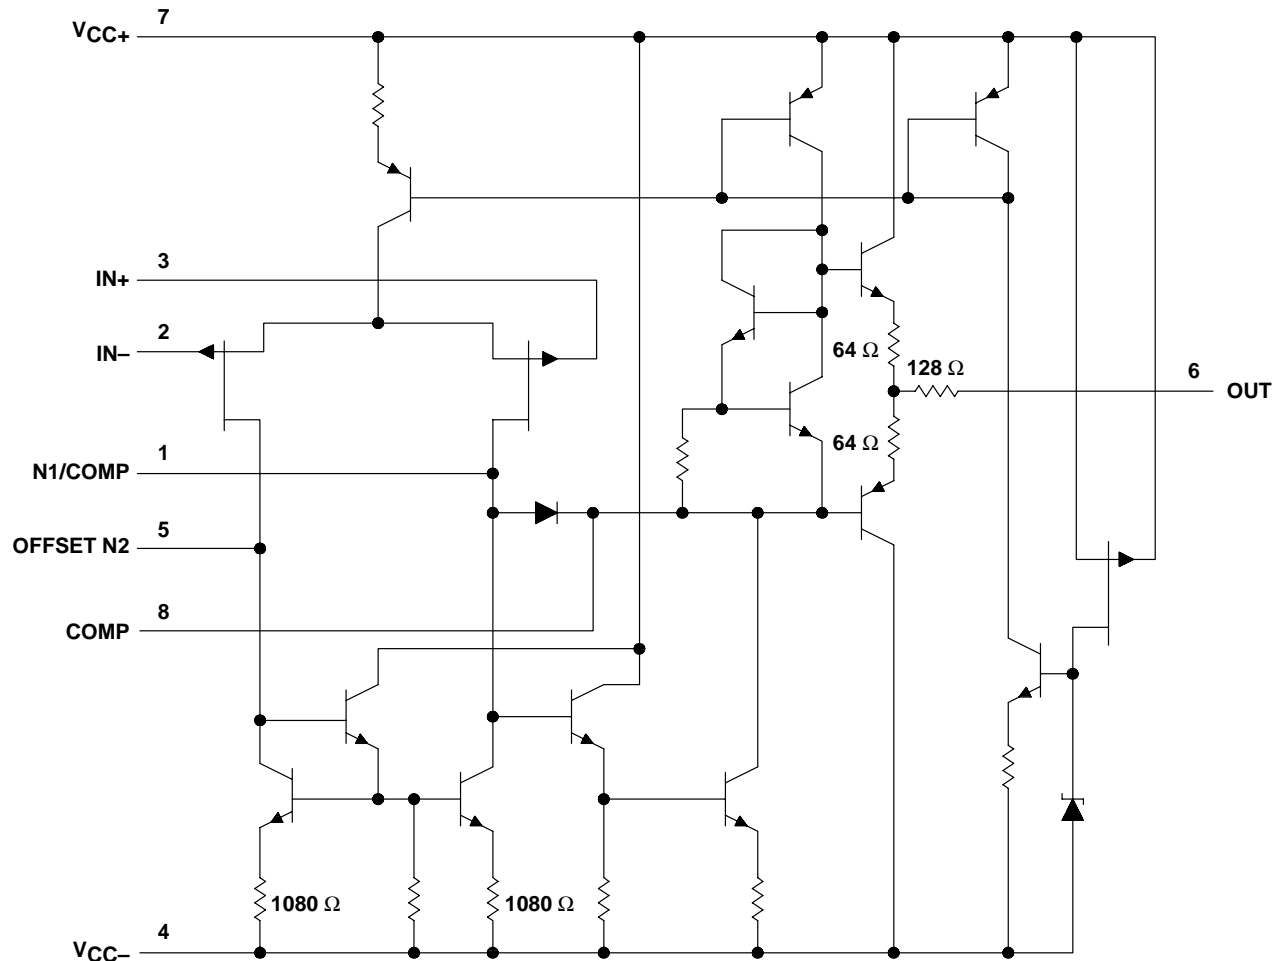 7
VCC+
3
IN+
2
IN–
64 Ω
128 Ω
6
OUT
64 Ω
1
N1/COMP
5
OFFSET N2
8
COMP
1080 Ω
1080 Ω
4
VCC–